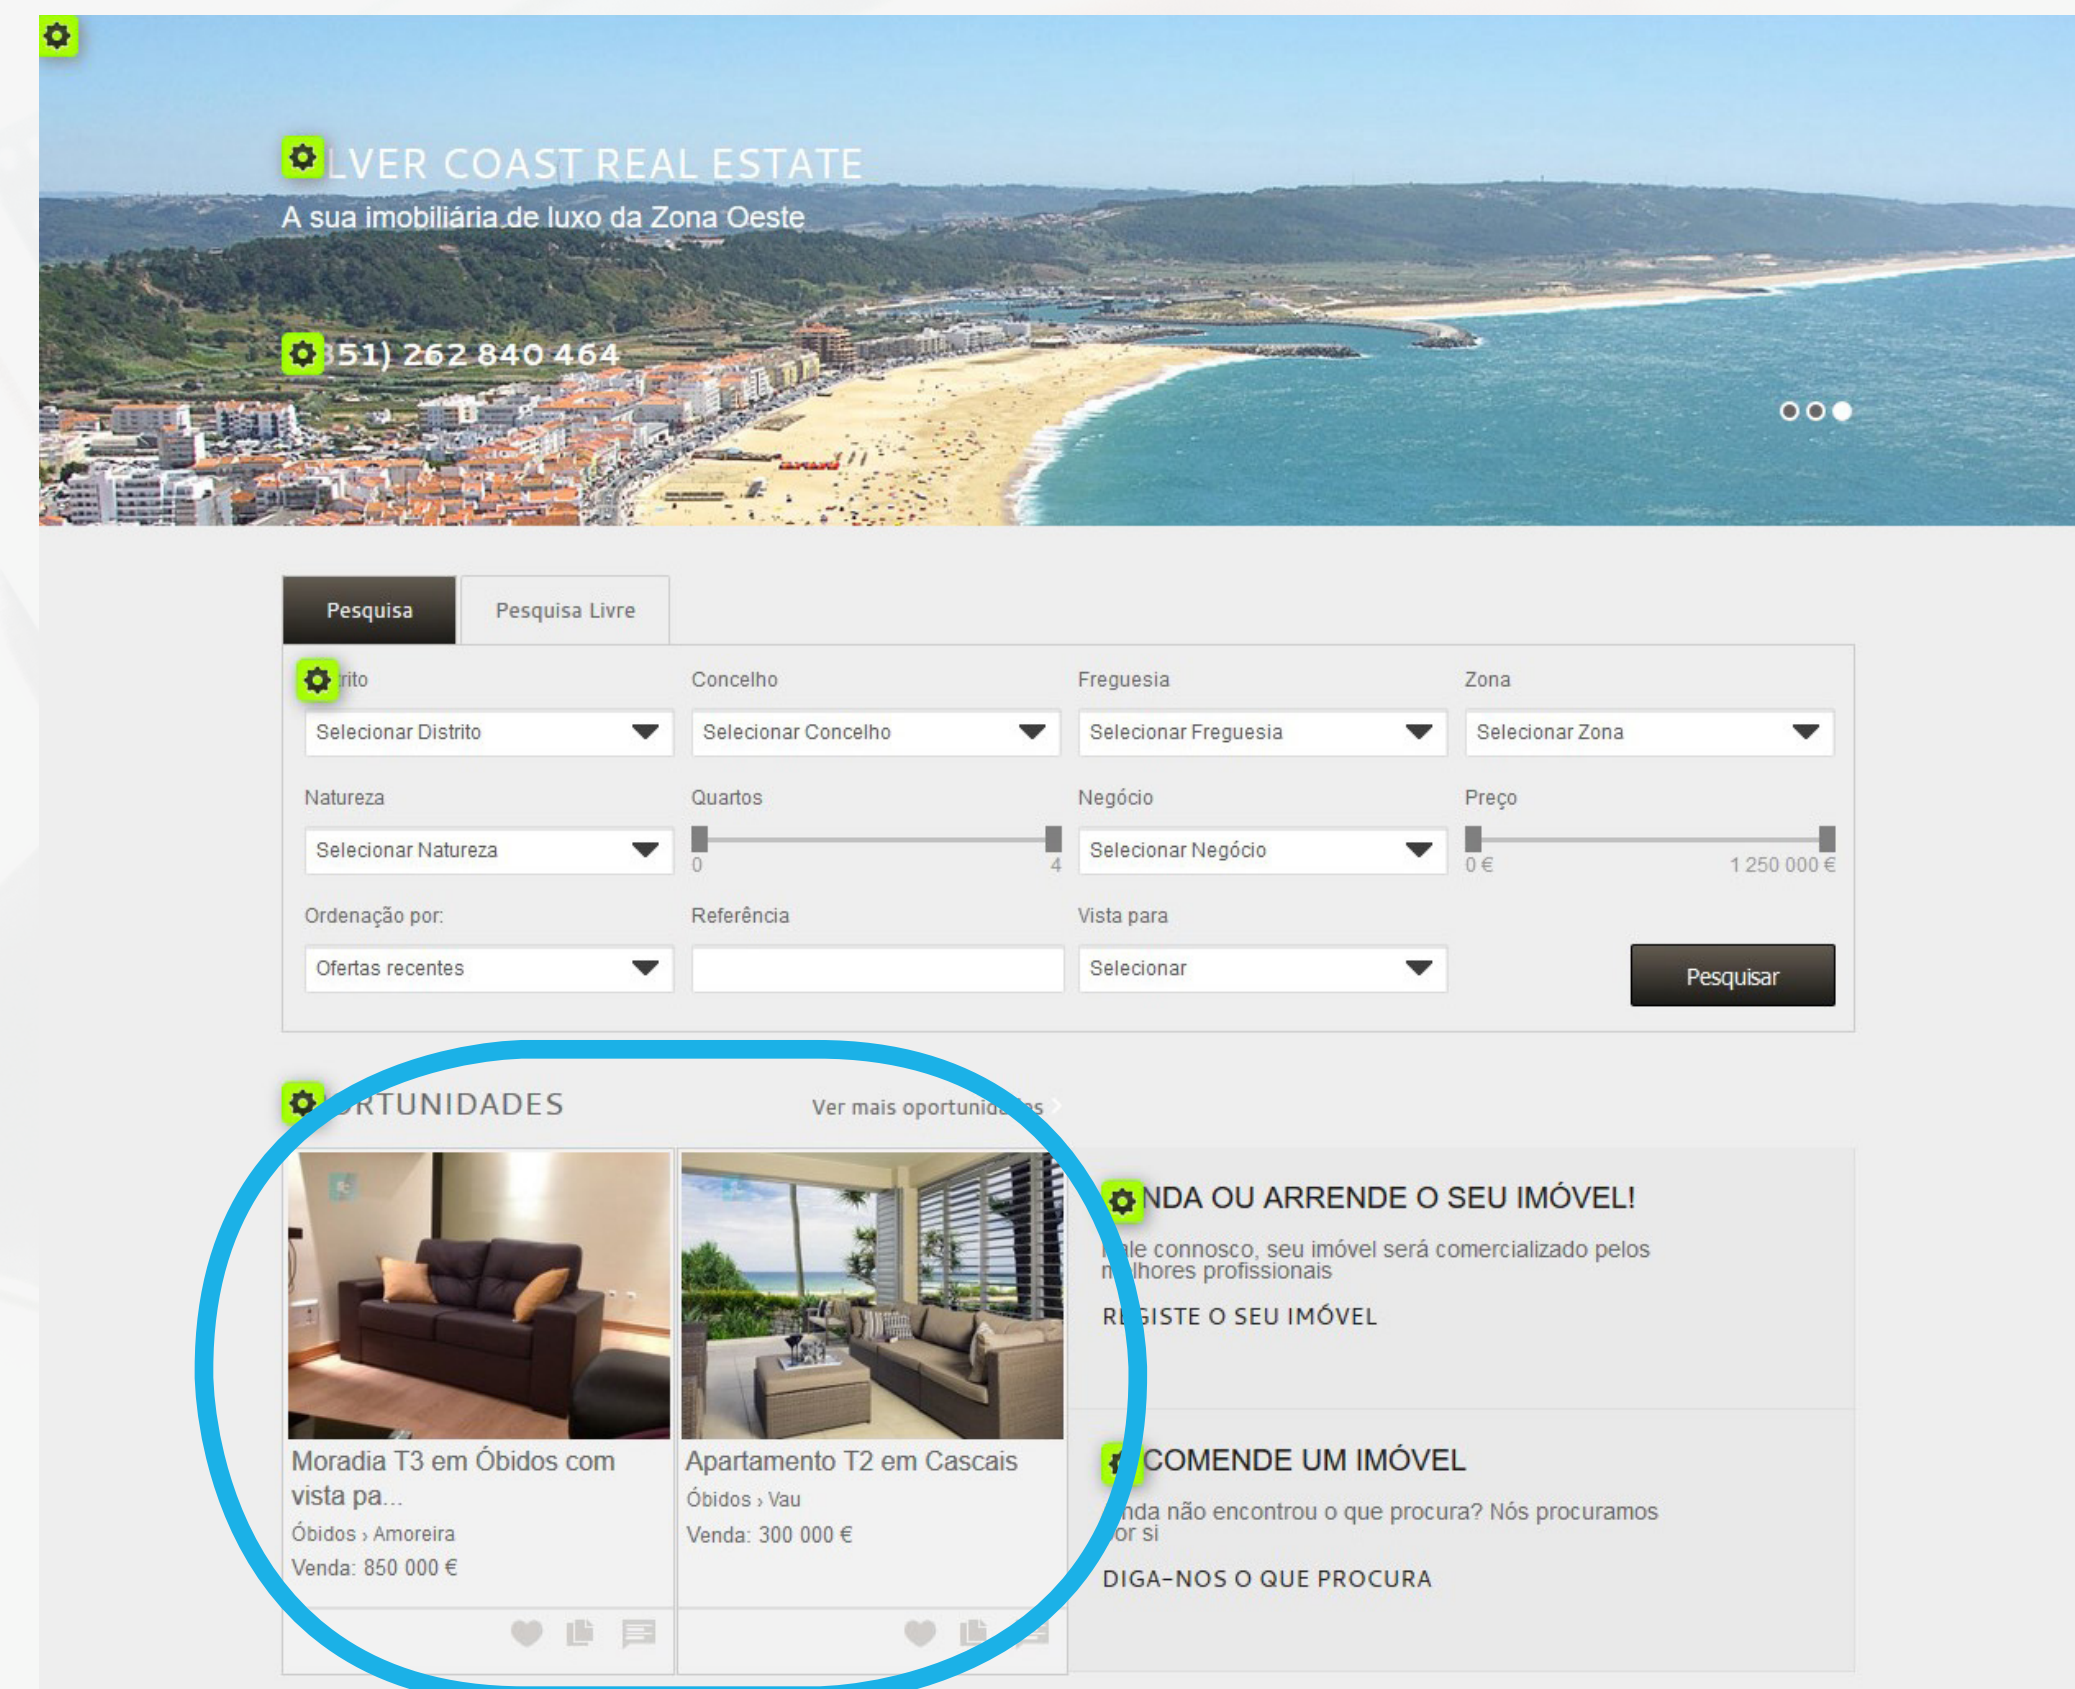 LVER COAST REAL ESTATE
A sua imobiliária de luxo da Zona Oeste
51) 262 840 464
Pesquisa
Pesquisa Livre
trito
Concelho
Freguesia
Zona
Selecionar Distrito
Selecionar Concelho
Selecionar Freguesia
Selecionar Zona
Natureza
Quartos
Negócio
Preço
Selecionar Natureza
0
4
Selecionar Negócio
0 €
1 250 000 €
Ordenação por:
Referência
Vista para
Ofertas recentes
Selecionar
Pesquisar
ORTUNIDADES
Ver mais oportunidades
Moradia T3 em Óbidos com
vista pa...
Óbidos › Amoreira
Venda: 850 000 €
Apartamento T2 em Cascais
Óbidos › Vau
Venda: 300 000 €
NDA OU ARRENDE O SEU IMÓVEL!
ale connosco, seu imóvel será comercializado pelos
melhores profissionais
REGISTE O SEU IMÓVEL
COMENDE UM IMÓVEL
nda não encontrou o que procura? Nós procuramos
or si
DIGA-NOS O QUE PROCURA